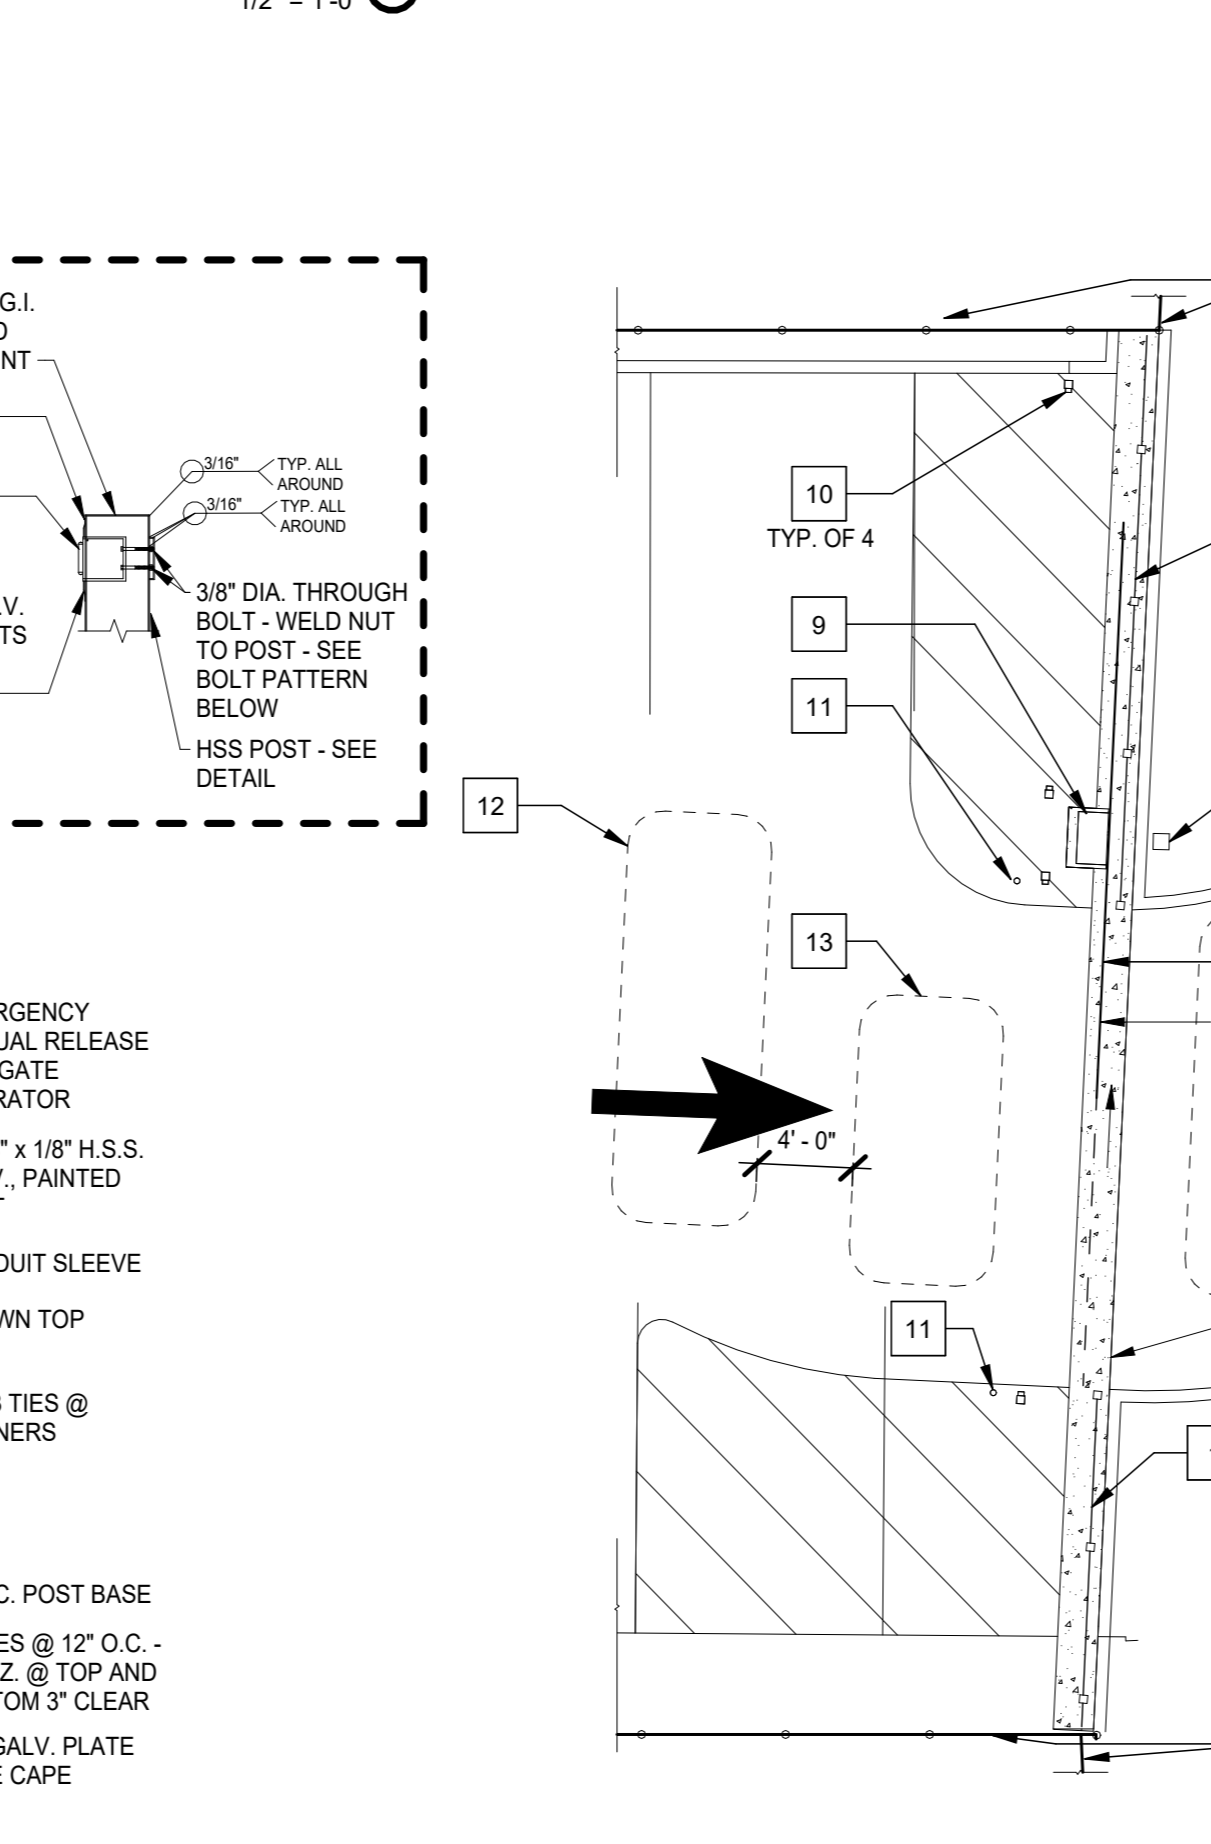 1/2" = 1'-0"
G.I.
NT
3/16"
TYP. ALL
AROUND
3/16"
TYP. ALL
AROUND
.V.
TS
3/8" DIA. THROUGH
BOLT - WELD NUT
TO POST - SEE
BOLT PATTERN
BELOW
HSS POST - SEE
DETAIL
10
TYP. OF 4
9
11
12
13
4' - 0"
11
RGENCY
UAL RELEASE
GATE
RATOR
" x 1/8" H.S.S.
., PAINTED
DUIT SLEEVE
WN TOP
3 TIES @
NERS
C. POST BASE
ES @ 12" O.C. -
Z. @ TOP AND
TOM 3" CLEAR
GALV. PLATE
E CAPE